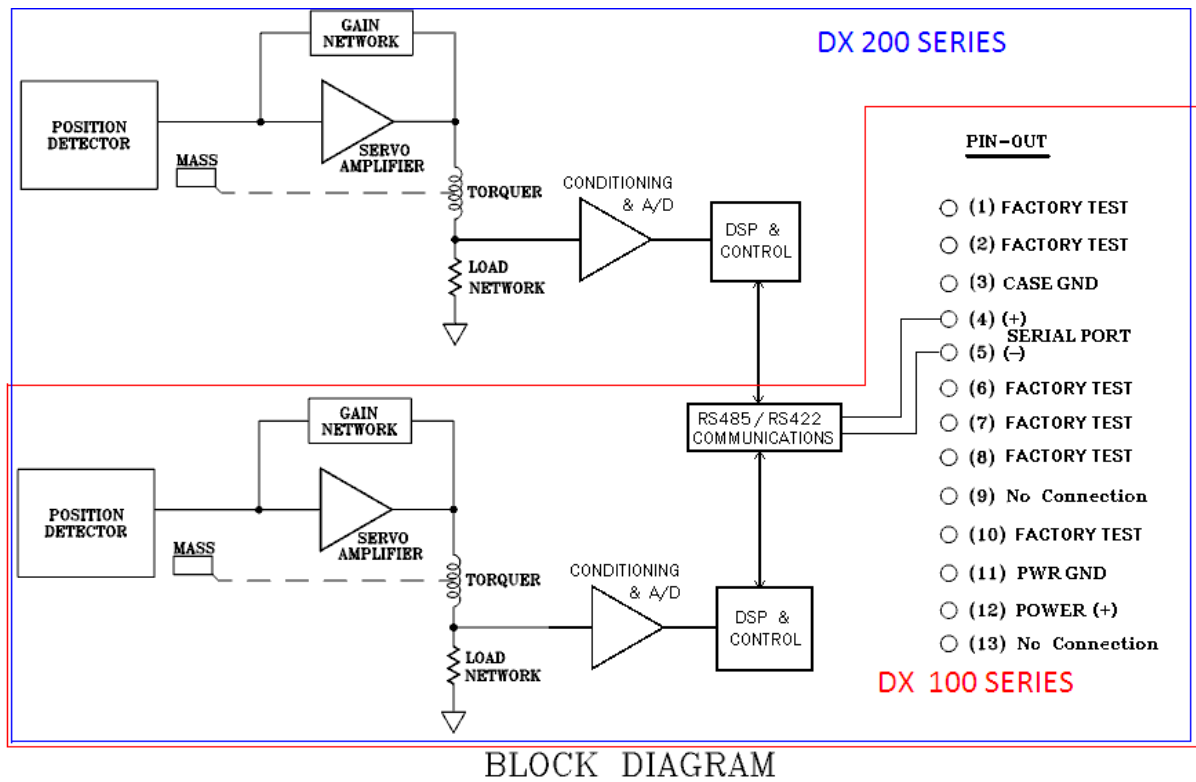 GAIN
NETWORK
DX 200 SERIES
POSITION
DETECTOR
MASS
SERVO
AMPLIFIER
TORQUER
LOAD
NETWORK
CONDITIONING
& A/D
DSP &
CONTROL
PIN-OUT
(1) FACTORY TEST
(2) FACTORY TEST
(3) CASE GND
(4) (+)
SERIAL PORT
(5) (–)
(6) FACTORY TEST
(7) FACTORY TEST
(8) FACTORY TEST
(9) No Connection
(10) FACTORY TEST
(11) PWR GND
(12) POWER (+)
(13) No Connection
RS485 / RS422
COMMUNICATIONS
GAIN
NETWORK
POSITION
DETECTOR
MASS
SERVO
AMPLIFIER
TORQUER
LOAD
NETWORK
CONDITIONING
& A/D
DSP &
CONTROL
DX 100 SERIES
BLOCK DIAGRAM